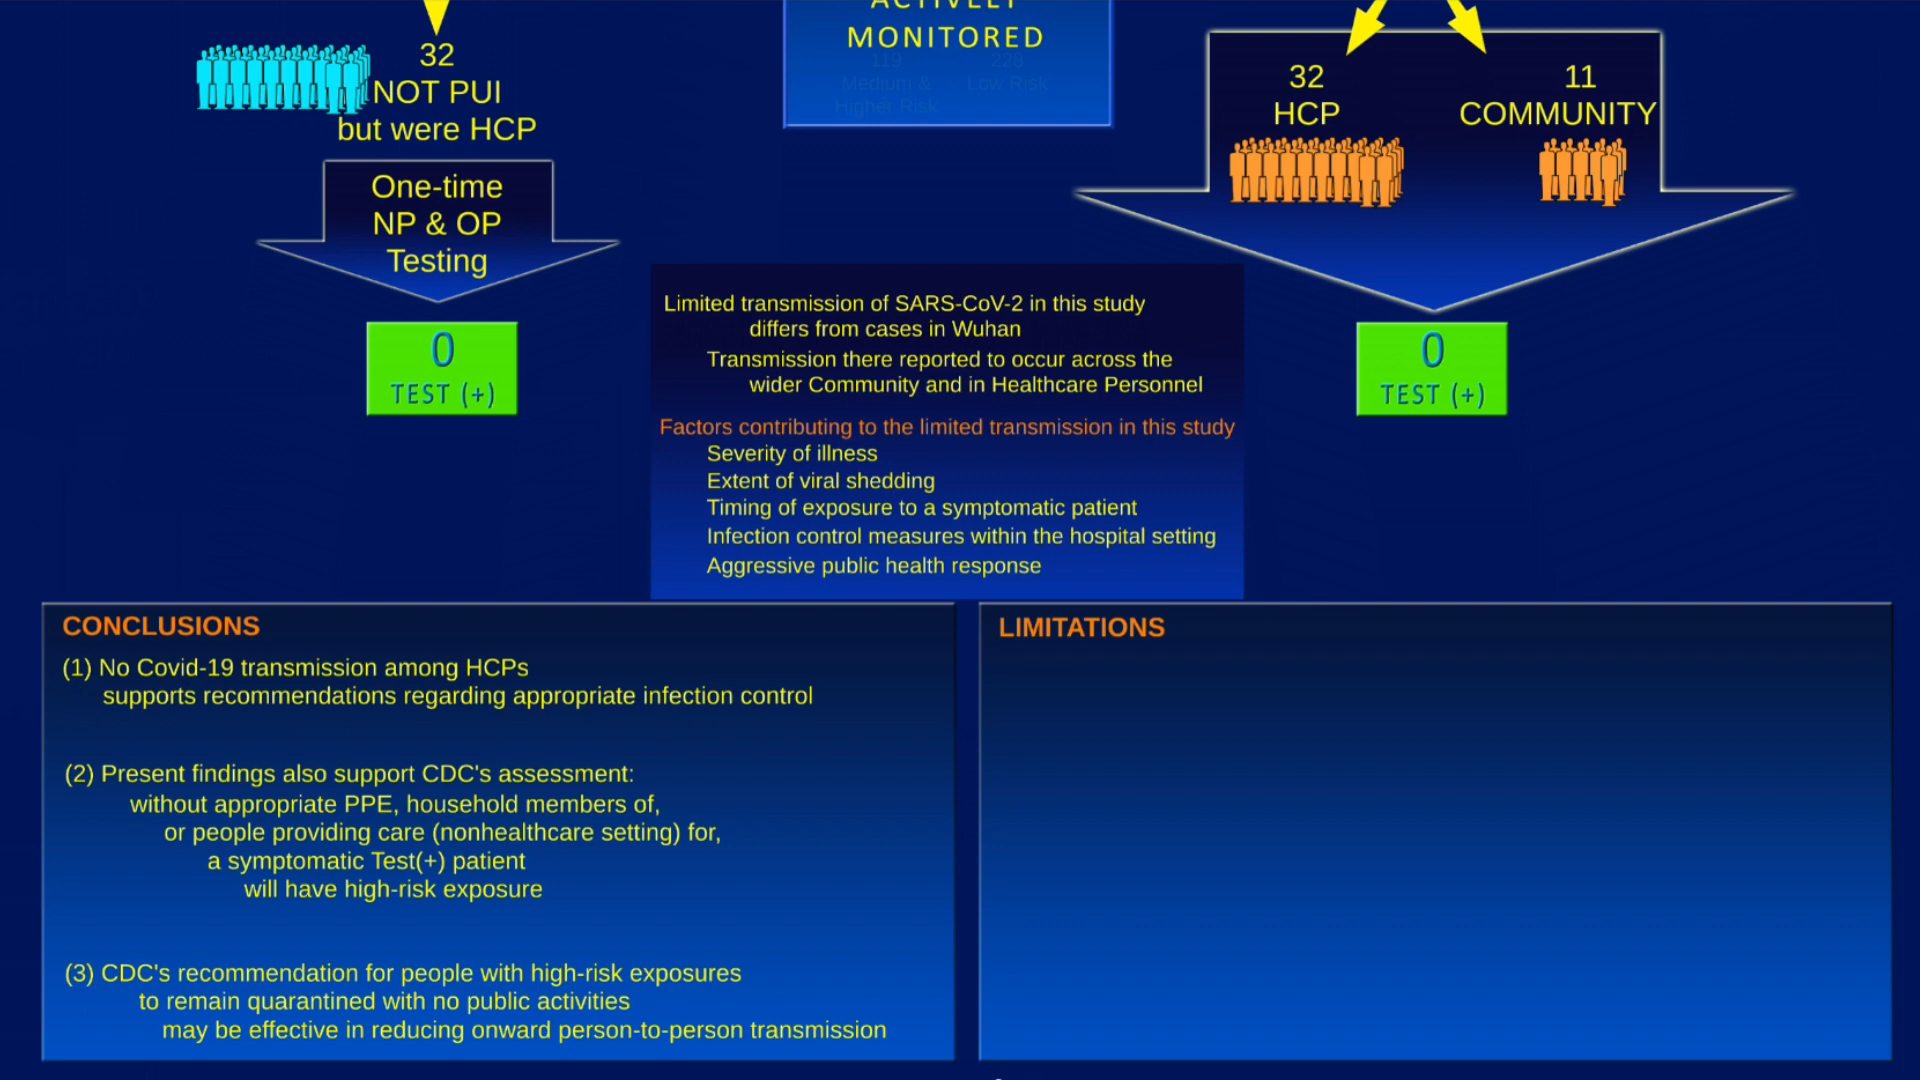 32
NOT PUI
but were HCP
One-time
NP & OP
Testing
0
TEST (+)
MONITORED
119
228
Medium &
Low Risk
Higher Risk
32
HCP
11
COMMUNITY
0
TEST (+)
Limited transmission of SARS-CoV-2 in this study
differs from cases in Wuhan
Transmission there reported to occur across the
wider Community and in Healthcare Personnel
Factors contributing to the limited transmission in this study
Severity of illness
Extent of viral shedding
Timing of exposure to a symptomatic patient
Infection control measures within the hospital setting
Aggressive public health response
CONCLUSIONS
(1) No Covid-19 transmission among HCPs
supports recommendations regarding appropriate infection control
(2) Present findings also support CDC's assessment:
without appropriate PPE, household members of,
or people providing care (nonhealthcare setting) for,
a symptomatic Test(+) patient
will have high-risk exposure
(3) CDC's recommendation for people with high-risk exposures
to remain quarantined with no public activities
may be effective in reducing onward person-to-person transmission
LIMITATIONS